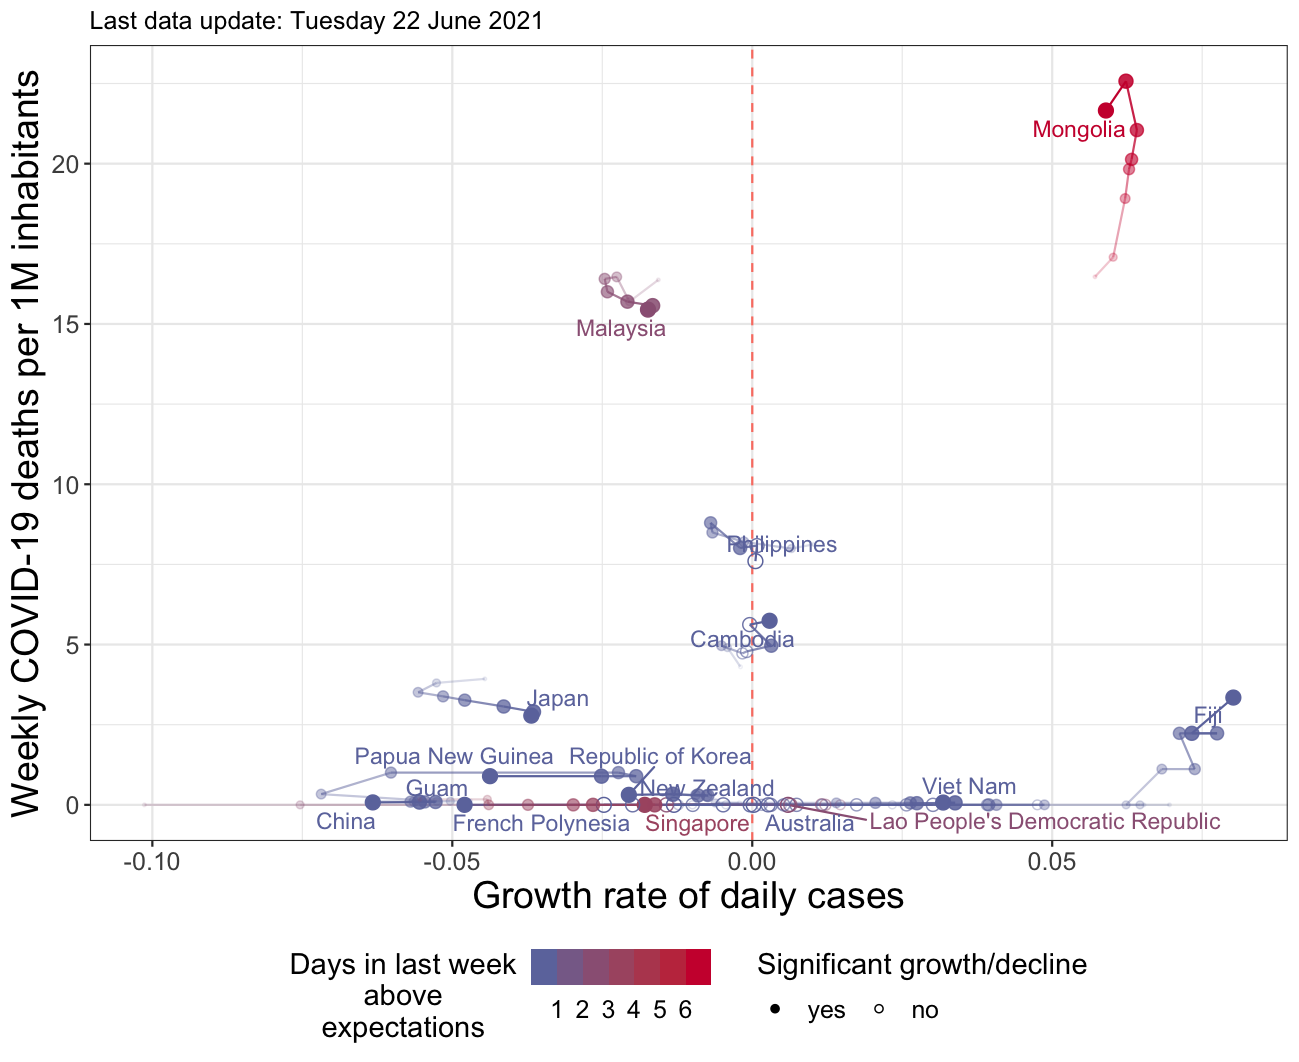 Last data update: Tuesday 22 June 2021
Weekly COVID-19 deaths per 1M inhabitants
20
15
10
5
0
Mongolia
Malaysia
Philippines
Cambodia
Japan
Fiji
Papua New Guinea
Republic of Korea
Guam
New Zealand
Viet Nam
China
French Polynesia
Singapore
Australia
Lao People's Democratic Republic
-0.10
-0.05
0.00
0.05
Growth rate of daily cases
Days in last week
above
expectations
1 2 3 4 5 6
Significant growth/decline
yes
no